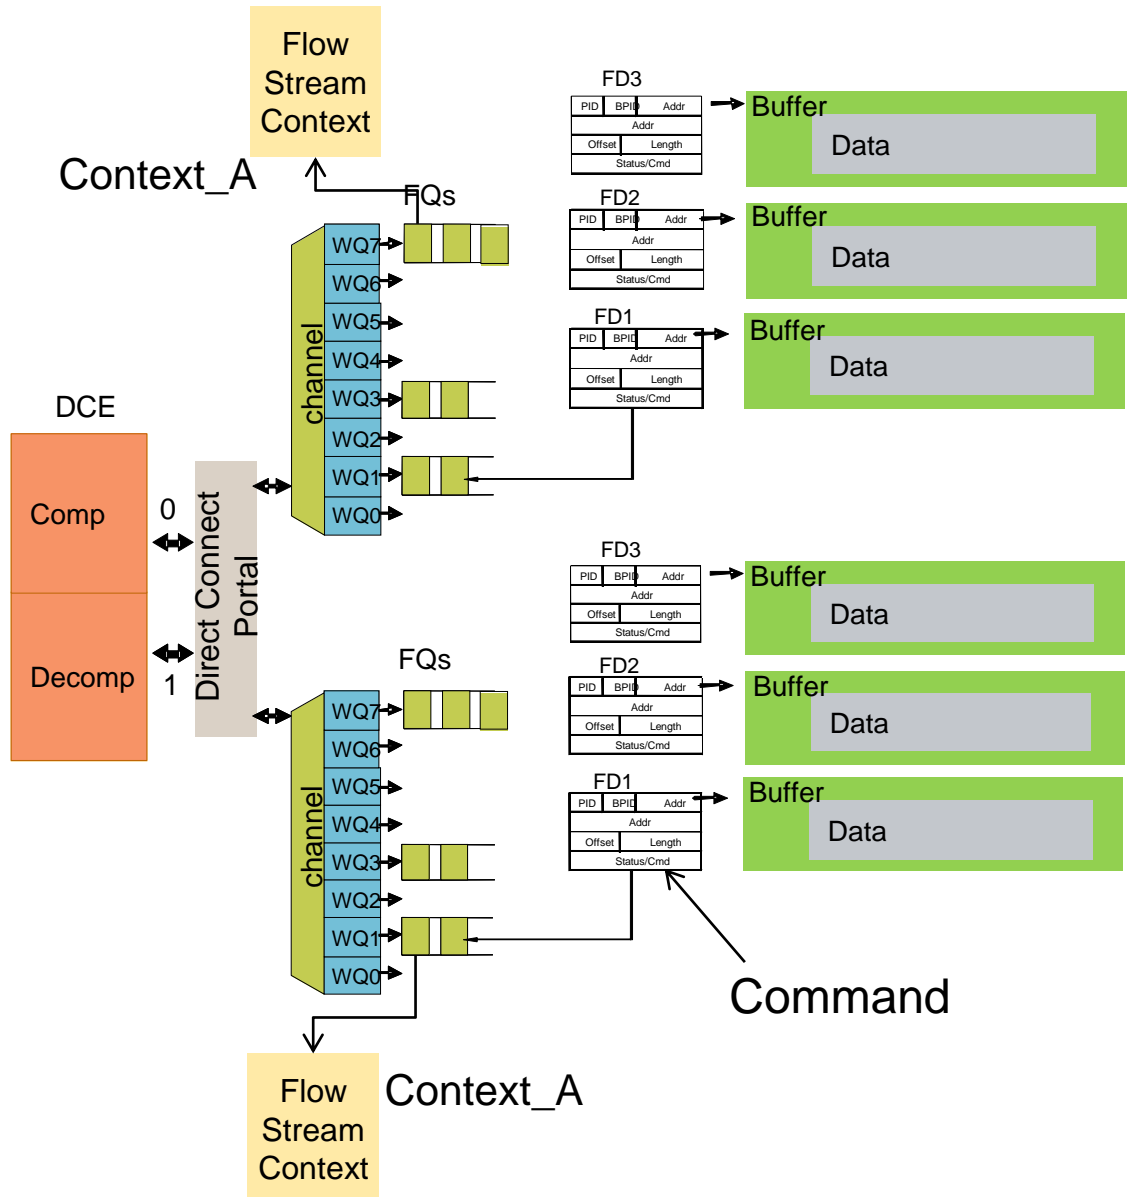 Flow
Stream
Context
Context_A
FQs
WQ7
WQ6
WQ5
WQ4
WQ3
WQ2
WQ1
WQ0
channel
FD3
PID BPID Addr
Addr
Offset Length
Status/Cmd
Buffer
Data
FD2
PID BPID Addr
Addr
Offset Length
Status/Cmd
Buffer
Data
FD1
PID BPID Addr
Addr
Offset Length
Status/Cmd
Buffer
Data
DCE
Comp
Decomp
0
1
Direct Connect
Portal
FQs
WQ7
WQ6
WQ5
WQ4
WQ3
WQ2
WQ1
WQ0
channel
FD3
PID BPID Addr
Addr
Offset Length
Status/Cmd
Buffer
Data
FD2
PID BPID Addr
Addr
Offset Length
Status/Cmd
Buffer
Data
FD1
PID BPID Addr
Addr
Offset Length
Status/Cmd
Buffer
Data
Command
Flow
Stream
Context
Context_A